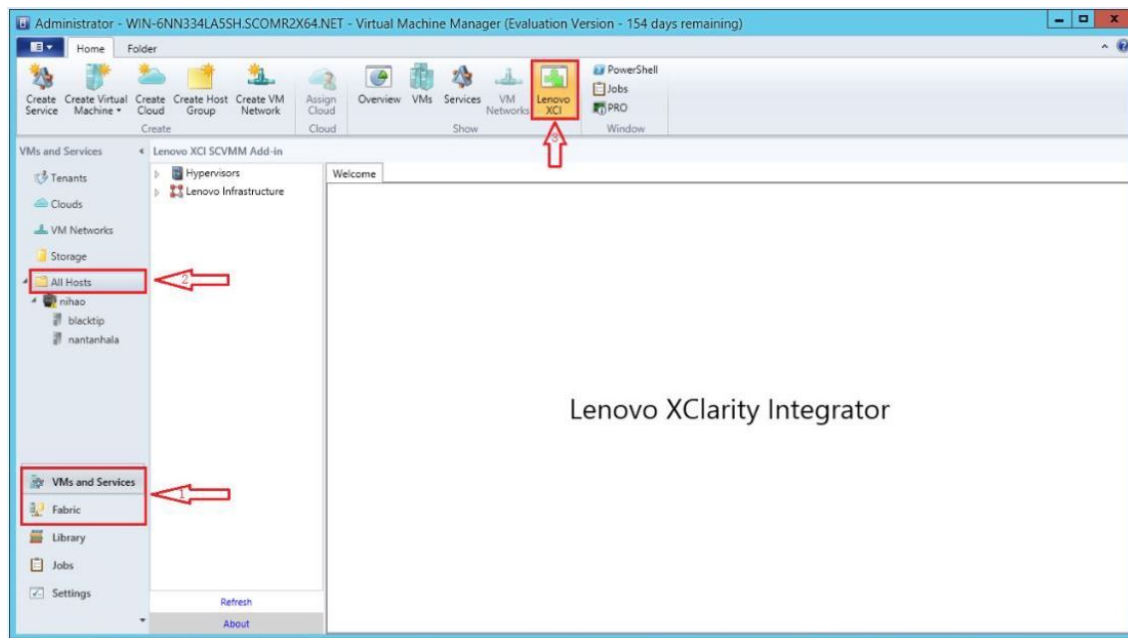 Administrator - WIN-6NN334LA5SH.SCOMR2X64.NET - Virtual Machine Manager (Evaluation Version - 154 days remaining)
Home Folder
Create Service
Create Virtual Machine
Create Cloud
Create Host Group
Create VM Network
Assign Cloud
Overview
VMs
Services
VM Networks
Lenovo XCI
PowerShell
Jobs
PRO
Create
Cloud
Show
Window
3
VMs and Services
Lenovo XCI SCVMM Add-in
Tenants
Clouds
VM Networks
Storage
All Hosts
nihao
blacktip
nantanhala
2
Hypervisors
Lenovo Infrastructure
Welcome
Lenovo XClarity Integrator
VMs and Services
1
Fabric
Library
Jobs
Settings
Refresh
About